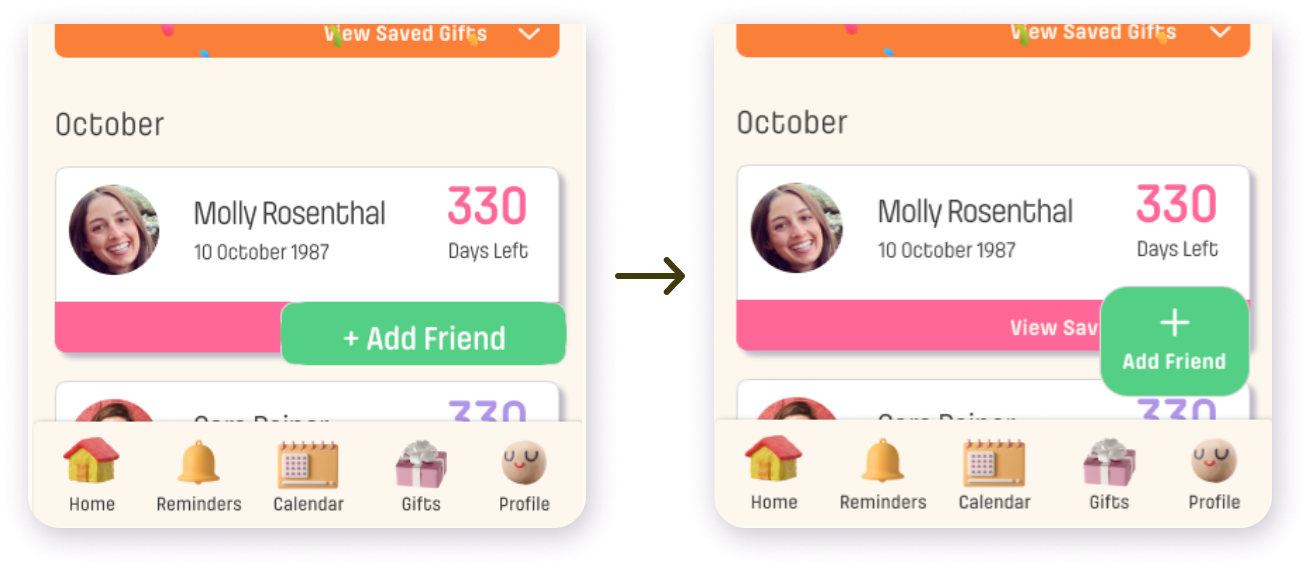 View Saved Gifts
October
Molly Rosenthal
10 October 1987
330
Days Left
+ Add Friend
330
Home
Reminders
Calendar
Gifts
Profile
View Saved Gifts
October
Molly Rosenthal
10 October 1987
330
Days Left
View Sav
+
Add Friend
330
Home
Reminders
Calendar
Gifts
Profile